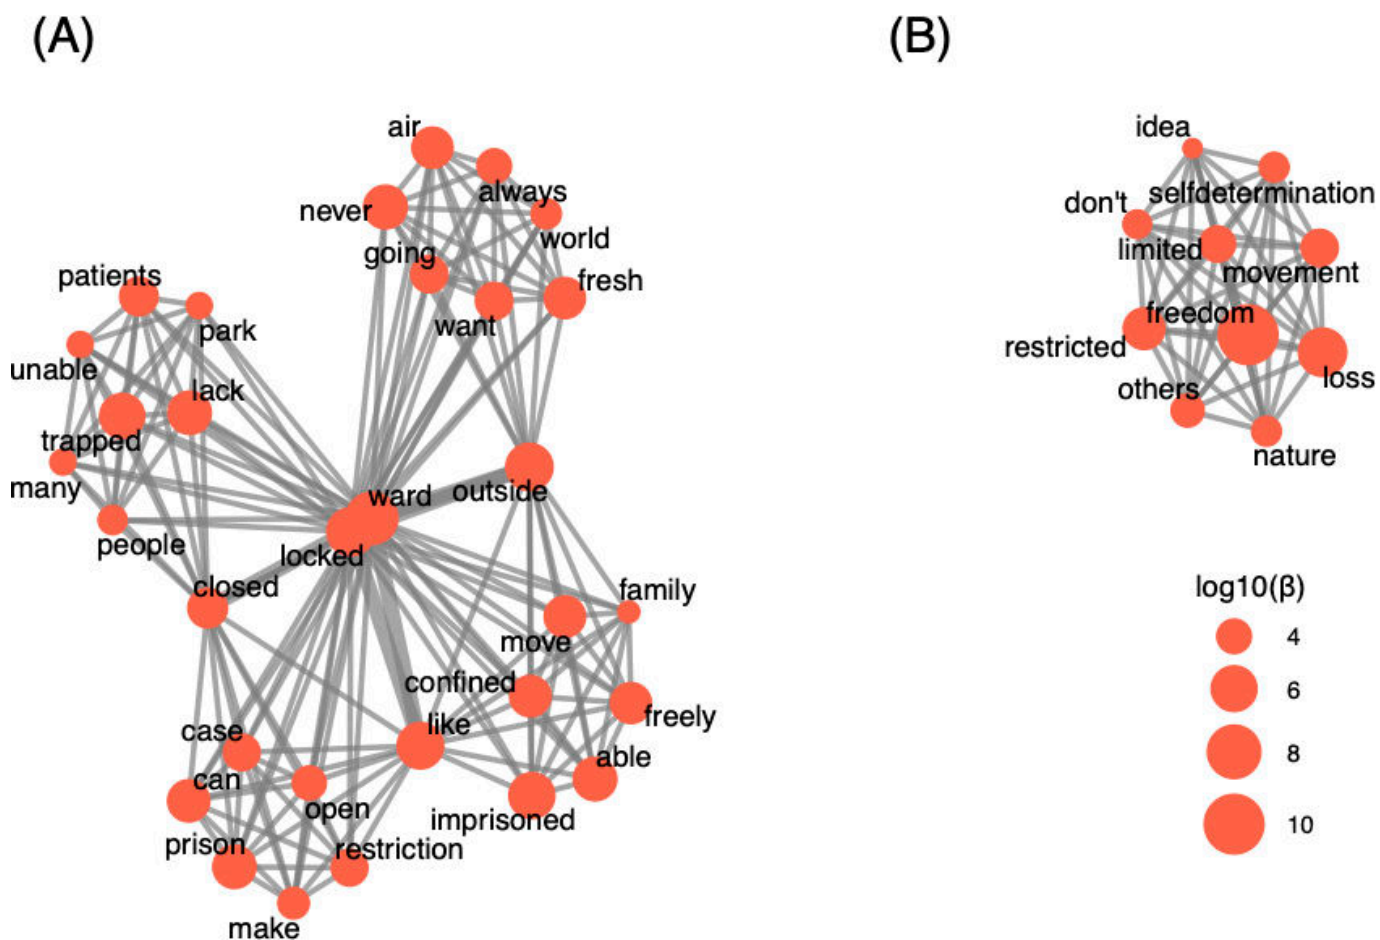 (A)
(B)
air
always
never
world
going
fresh
want
patients
park
unable
lack
trapped
many
people
ward
outside
locked
closed
family
move
confined
freely
like
case
able
can
open
imprisoned
prison
restriction
make
idea
selfdetermination
don't
limited
movement
freedom
restricted
loss
others
nature
log10(β)
4
6
8
10